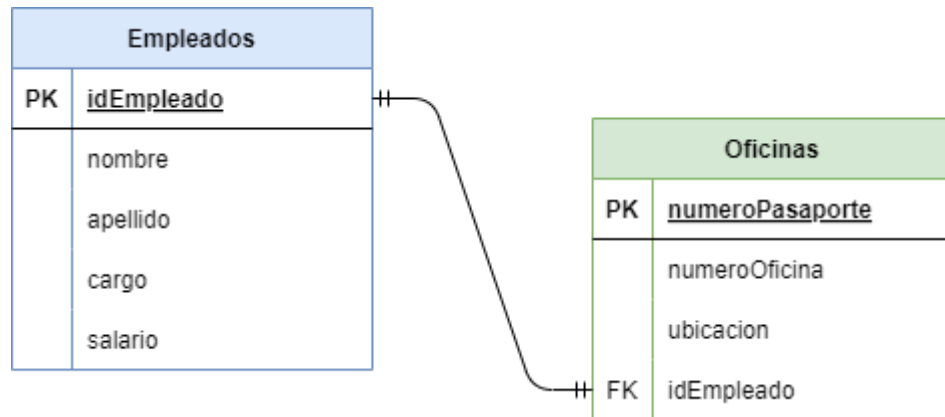 Empleados
PK idEmpleado
nombre
apellido
cargo
salario
Oficinas
PK numeroPasaporte
numeroOficina
ubicacion
FK idEmpleado